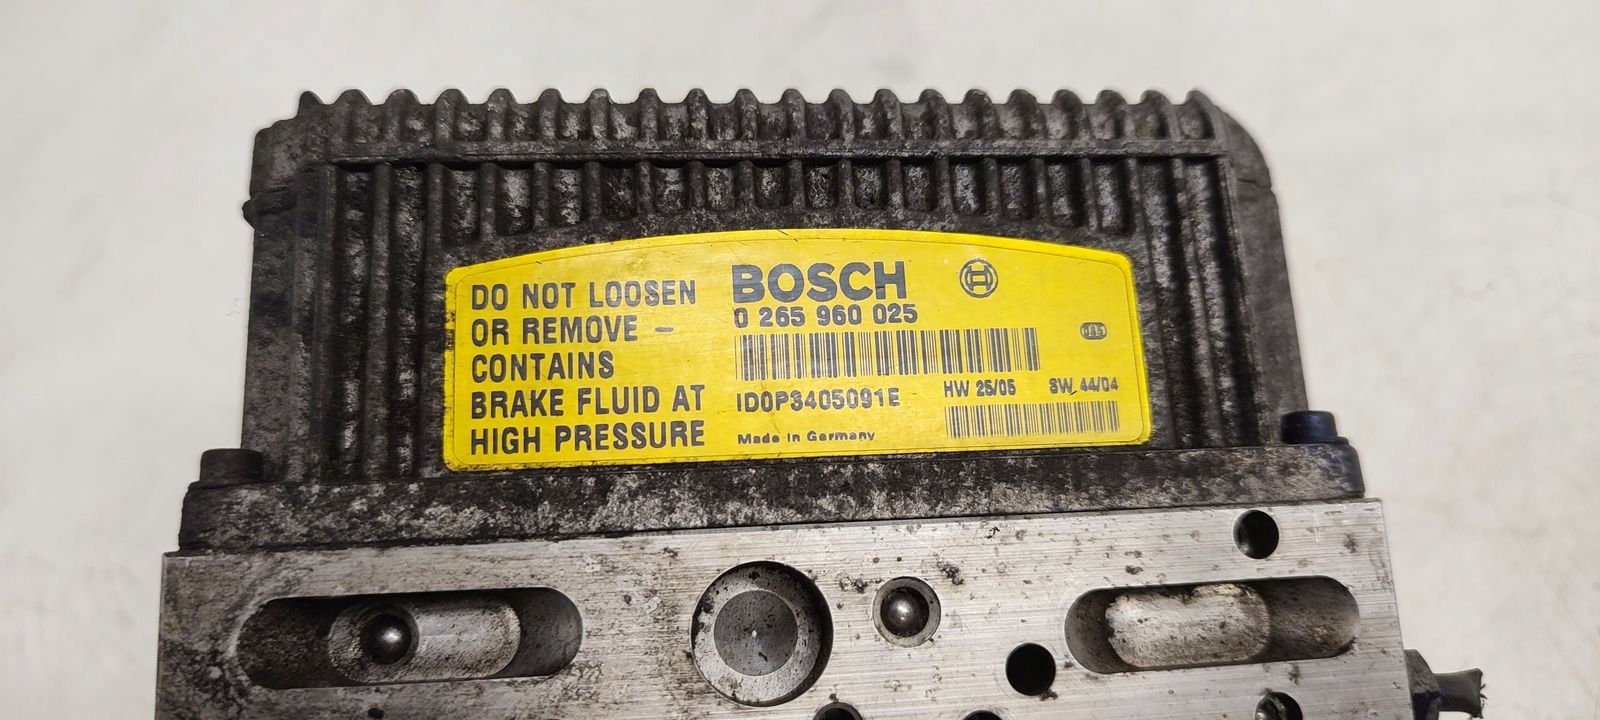 DO NOT LOOSEN
OR REMOVE –
CONTAINS
BRAKE FLUID AT
HIGH PRESSURE
BOSCH
0 265 960 025
ID0P3405091E
HW 25/05 SW 44/04
Made in Germany